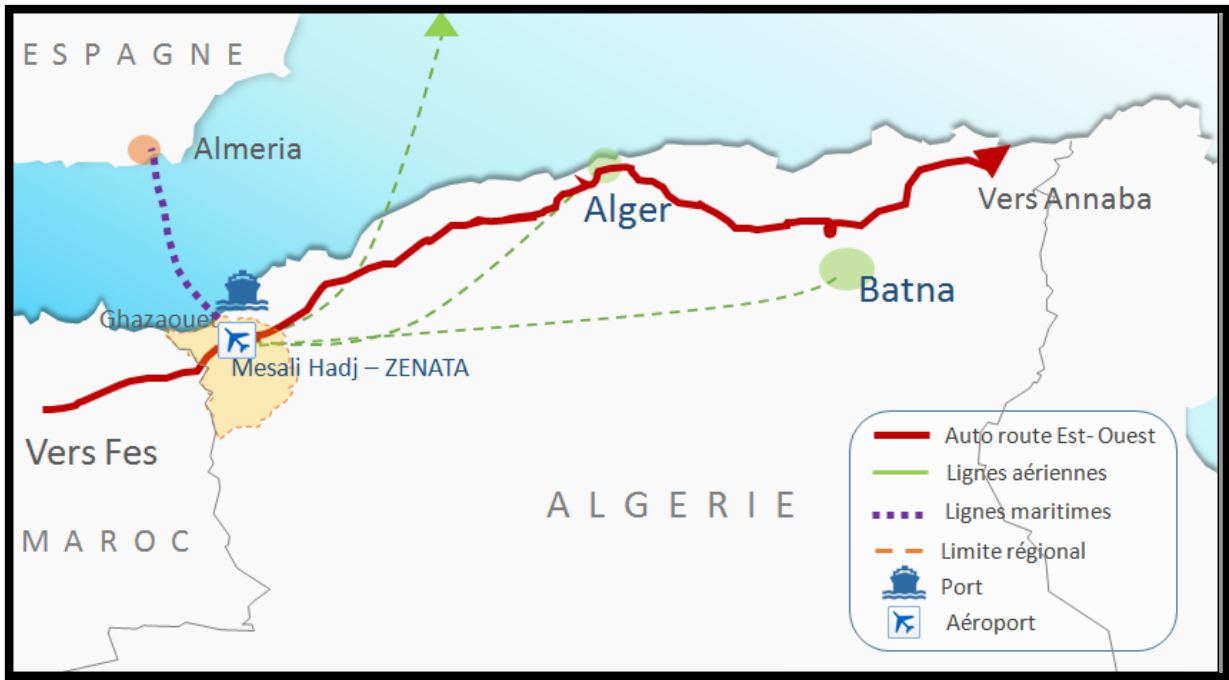 ESPAGNE
Almeria
Alger
Vers Annaba
Batna
Ghazaouet
Mesali Hadj – ZENATA
Vers Fes
ALGERIE
MAROC
Auto route Est- Ouest
Lignes aériennes
Lignes maritimes
Limite régional
Port
Aéroport